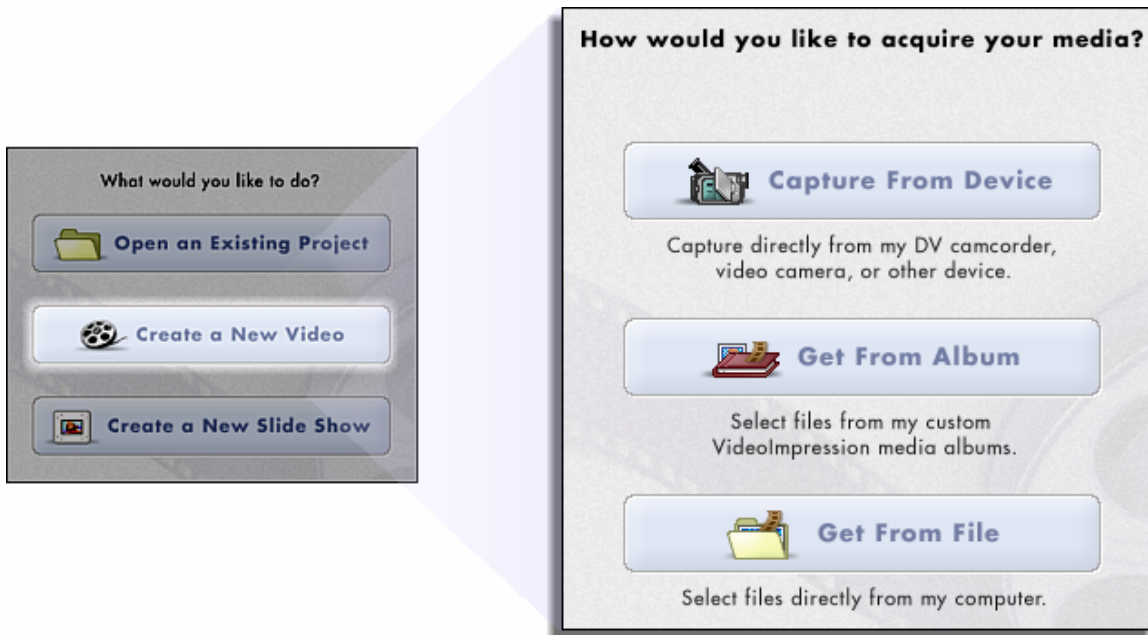 What would you like to do?
Open an Existing Project
Create a New Video
Create a New Slide Show
How would you like to acquire your media?
Capture From Device
Capture directly from my DV camcorder,
video camera, or other device.
Get From Album
Select files from my custom
VideoImpression media albums.
Get From File
Select files directly from my computer.